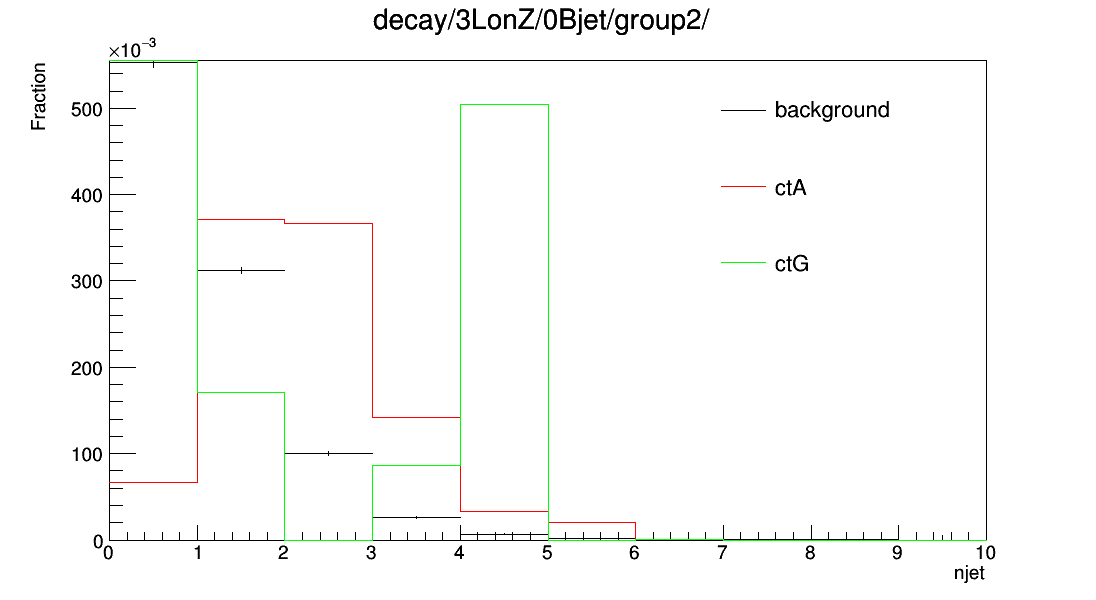 decay/3LonZ/0Bjet/group2/
×10⁻³
Fraction
500
400
300
200
100
0
0 1 2 3 4 5 6 7 8 9 10
njet
background
ctA
ctG